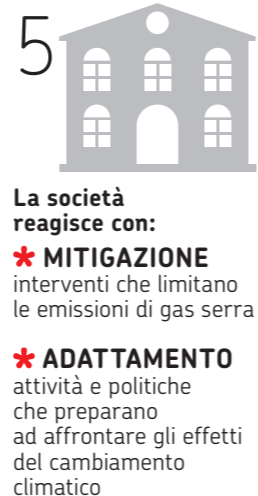 5
La società
reagisce con:
* MITIGAZIONE
interventi che limitano
le emissioni di gas serra
* ADATTAMENTO
attività e politiche
che preparano
ad affrontare gli effetti
del cambiamento
climatico